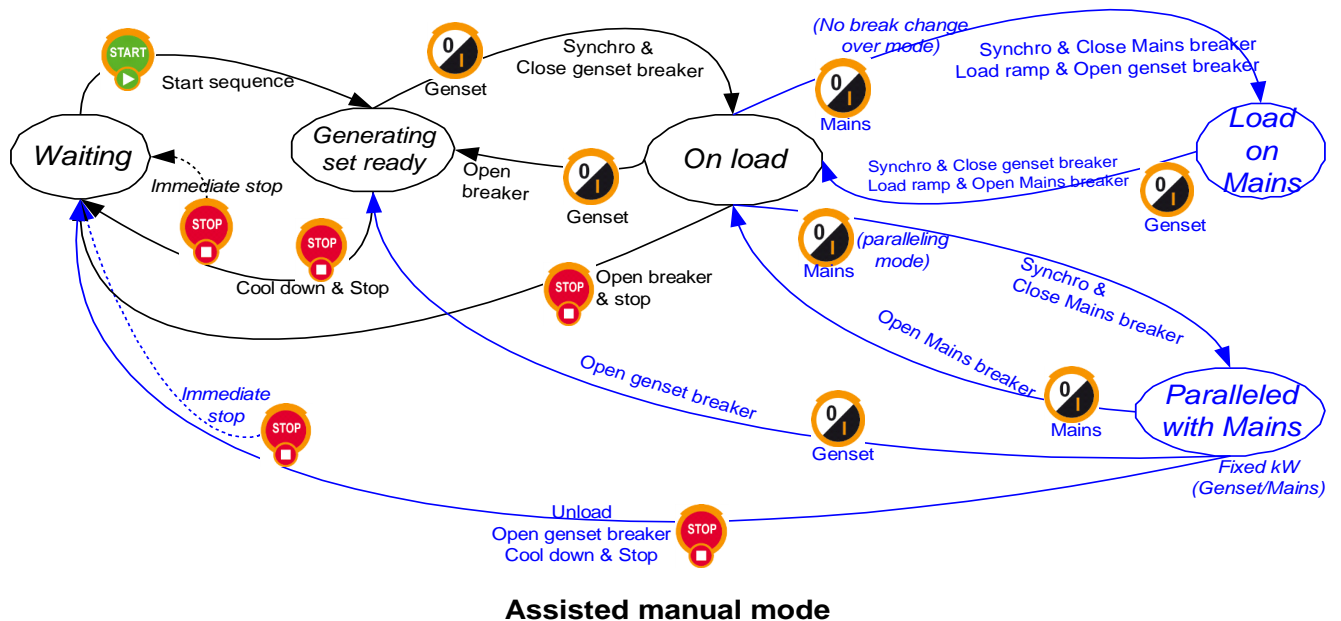 START
Start sequence
0
I
Genset
Synchro &
Close genset breaker
(No break change
over mode)
0
I
Mains
Synchro & Close Mains breaker
Load ramp & Open genset breaker
Waiting
Generating
set ready
On load
Load
on
Mains
Open
breaker
0
I
Genset
Synchro & Close genset breaker
Load ramp & Open Mains breaker
0
I
Genset
Immediate stop
STOP
STOP
Cool down & Stop
STOP
Open breaker
& stop
0
I
Mains
(paralleling
mode)
Synchro &
Close Mains breaker
Open Mains breaker
0
I
Mains
Paralleled
with Mains
Fixed kW
(Genset/Mains)
Open genset breaker
0
I
Genset
Immediate
stop
STOP
Unload
Open genset breaker
Cool down & Stop
STOP
Assisted manual mode